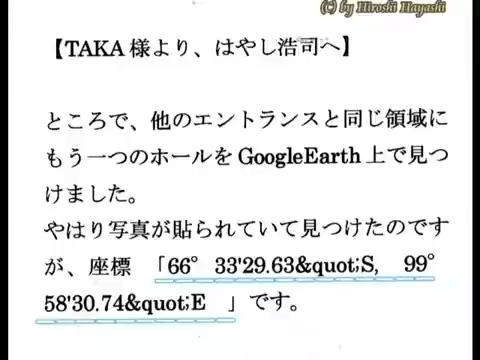 (C) by Hiroshi Hayashi
【TAKA様より、はやし浩司へ】
ところで、他のエントランスと同じ領域に
もう一つのホールをGoogleEarth上で見つ
けました。
やはり写真が貼られていて見つけたのです
が、座標 「66° 33'29.63&quot;S, 99°
58'30.74&quot;E 」です。